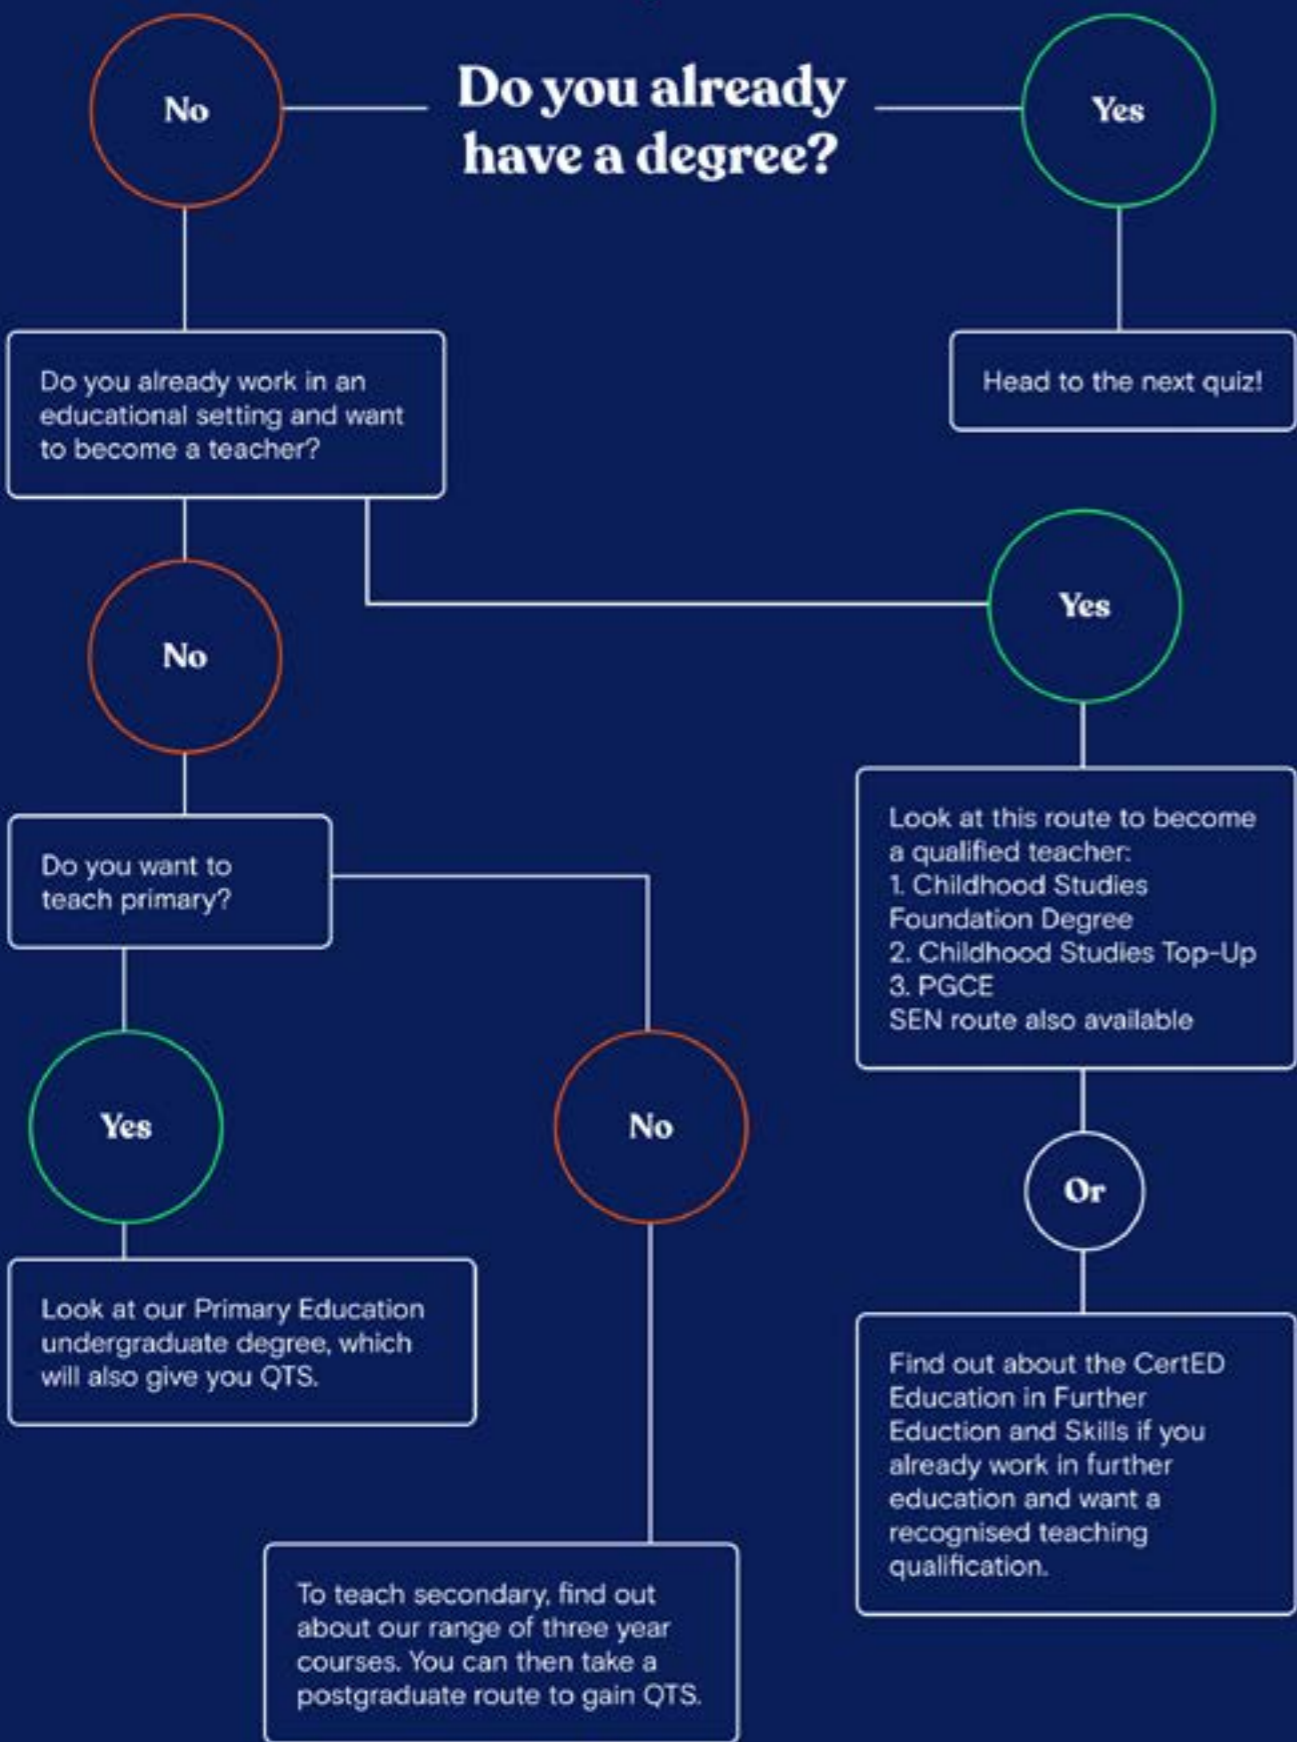 Do you already
have a degree?
No
Yes
Do you already work in an
educational setting and want
to become a teacher?
Head to the next quiz!
No
Yes
Do you want to
teach primary?
Look at this route to become
a qualified teacher:
1. Childhood Studies
Foundation Degree
2. Childhood Studies Top-Up
3. PGCE
SEN route also available
Yes
No
Or
Look at our Primary Education
undergraduate degree, which
will also give you QTS.
Find out about the CertED
Education in Further
Eduction and Skills if you
already work in further
education and want a
recognised teaching
qualification.
To teach secondary, find out
about our range of three year
courses. You can then take a
postgraduate route to gain QTS.